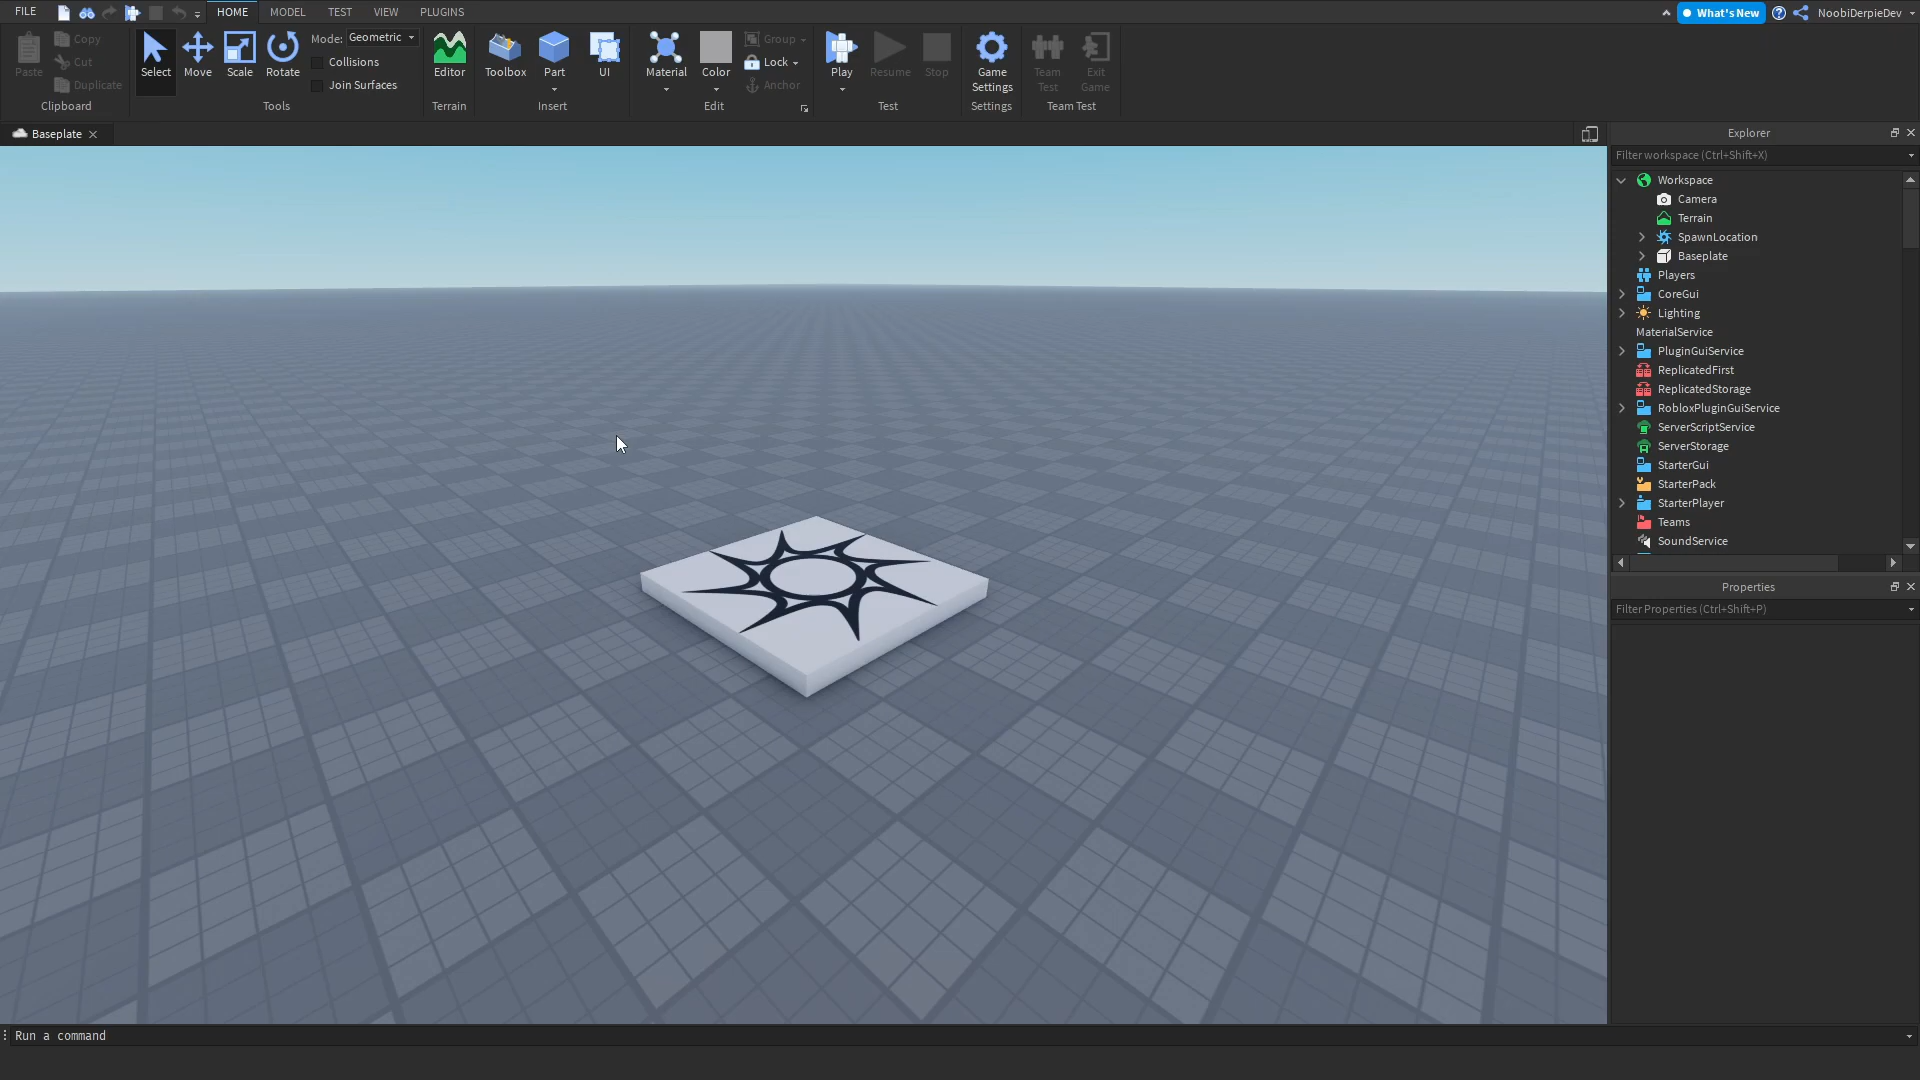 FILE
HOME
MODEL
TEST
VIEW
PLUGINS
What's New
NoobiDerpieDev
Paste
Copy
Cut
Duplicate
Clipboard
Select
Move
Scale
Rotate
Mode: Geometric
Collisions
Join Surfaces
Tools
Editor
Terrain
Toolbox
Part
UI
Insert
Material
Color
Group
Lock
Anchor
Edit
Play
Resume
Stop
Test
Game
Settings
Settings
Team
Test
Exit
Game
Team Test
Baseplate
Explorer
Filter workspace (Ctrl+Shift+X)
Workspace
Camera
Terrain
SpawnLocation
Baseplate
Players
CoreGui
Lighting
MaterialService
PluginGuiService
ReplicatedFirst
ReplicatedStorage
RobloxPluginGuiService
ServerScriptService
ServerStorage
StarterGui
StarterPack
StarterPlayer
Teams
SoundService
Properties
Filter Properties (Ctrl+Shift+P)
Run a command